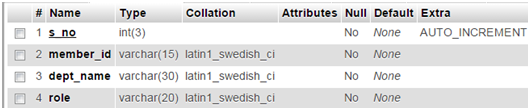 # Name Type Collation Attributes Null Default Extra
1 s_no int(3) No None AUTO_INCREMENT
2 member_id varchar(15) latin1_swedish_ci No None
3 dept_name varchar(30) latin1_swedish_ci No None
4 role varchar(20) latin1_swedish_ci No None